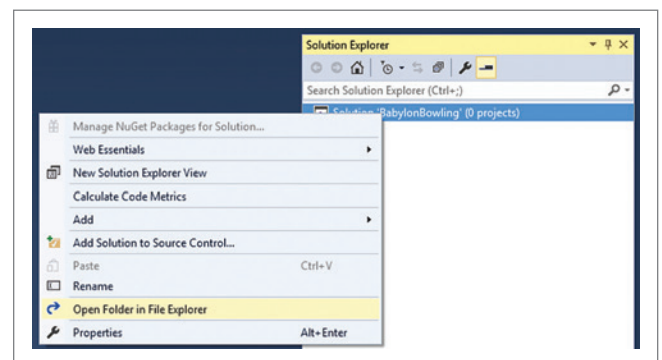 Solution Explorer
Search Solution Explorer (Ctrl+;)
Solution 'BabylonBowling' (0 projects)
Manage NuGet Packages for Solution...
Web Essentials
New Solution Explorer View
Calculate Code Metrics
Add
Add Solution to Source Control...
Paste Ctrl+V
Rename
Open Folder in File Explorer
Properties Alt+Enter